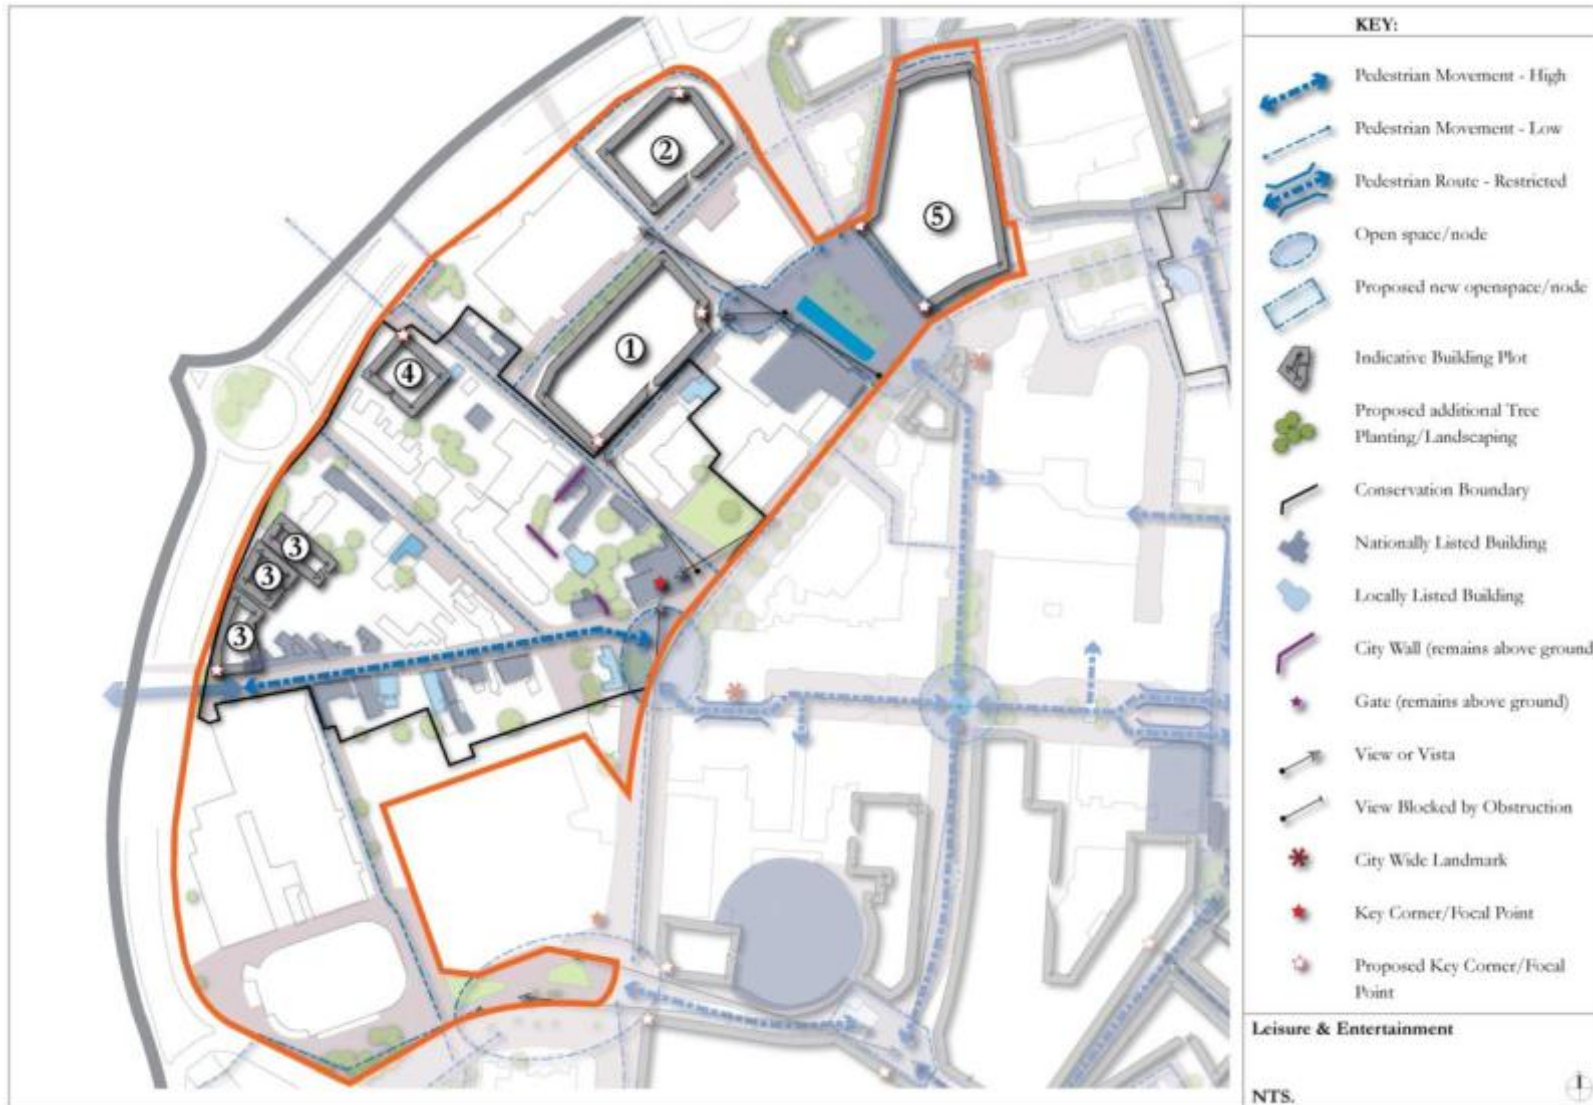 KEY:
Pedestrian Movement - High
Pedestrian Movement - Low
Pedestrian Route - Restricted
Open space/node
Proposed new openspace/node
Indicative Building Plot
Proposed additional Tree
Planting/Landscaping
Conservation Boundary
Nationally Listed Building
Locally Listed Building
City Wall (remains above ground
Gate (remains above ground)
View or Vista
View Blocked by Obstruction
City Wide Landmark
Key Corner/Focal Point
Proposed Key Corner/Focal
Point
Leisure & Entertainment
NTS.
2
5
1
4
3
3
3